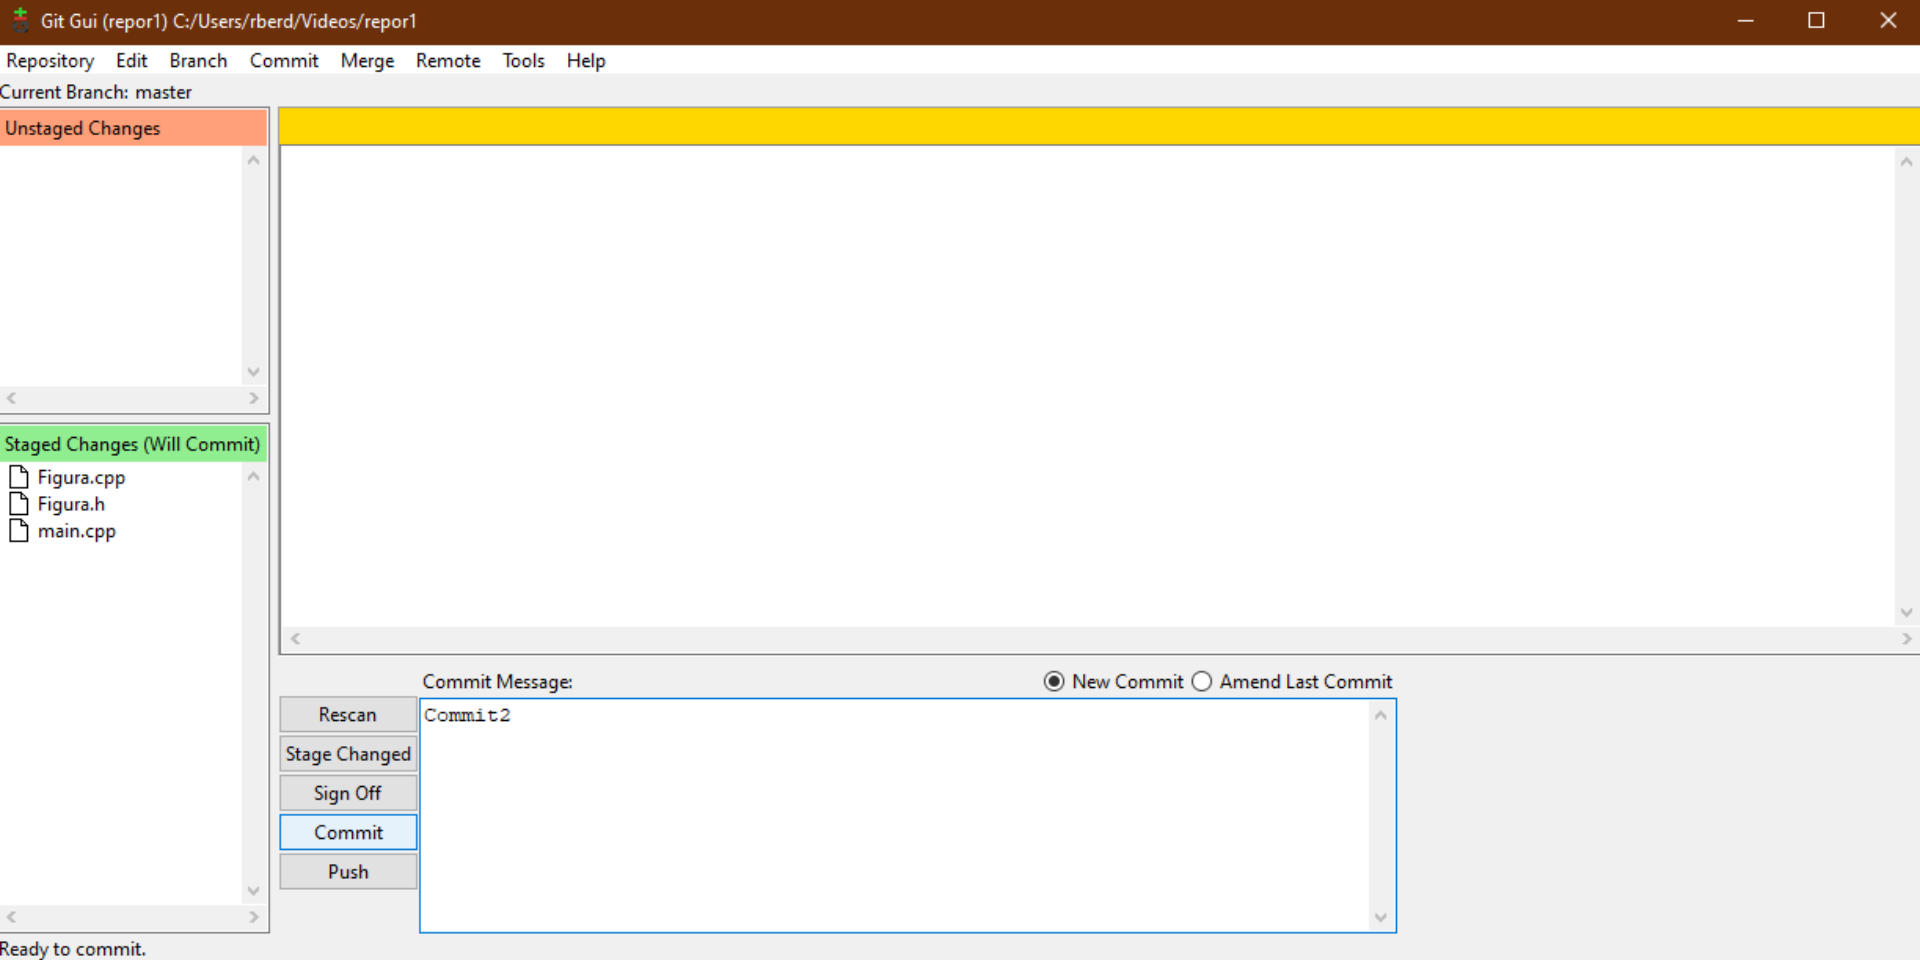 Git Gui (repor1) C:/Users/rberd/Videos/repor1
Repository Edit Branch Commit Merge Remote Tools Help
Current Branch: master
Unstaged Changes
Staged Changes (Will Commit)
Figura.cpp
Figura.h
main.cpp
Commit Message:
New Commit Amend Last Commit
Rescan
Stage Changed
Sign Off
Commit
Push
Commit2
Ready to commit.